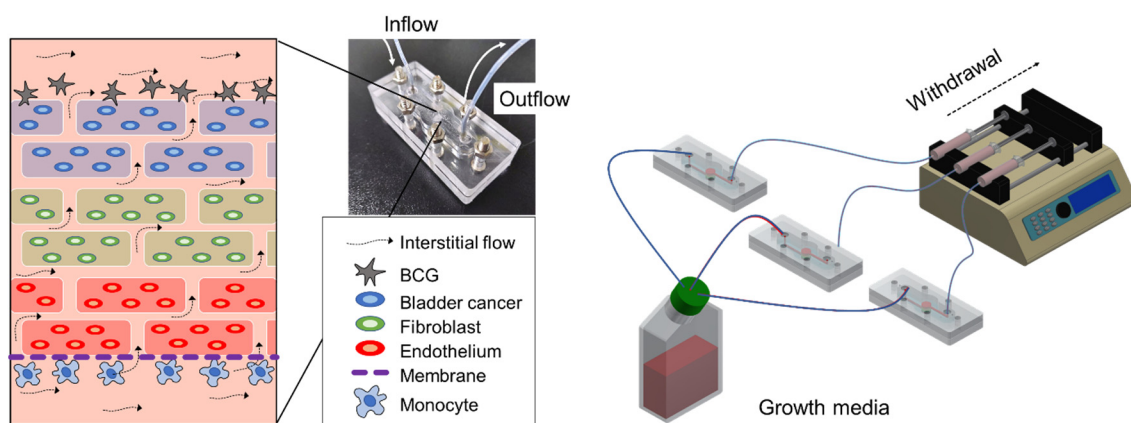 Inflow
Outflow
Interstitial flow
BCG
Bladder cancer
Fibroblast
Endothelium
Membrane
Monocyte
Withdrawal
Growth media